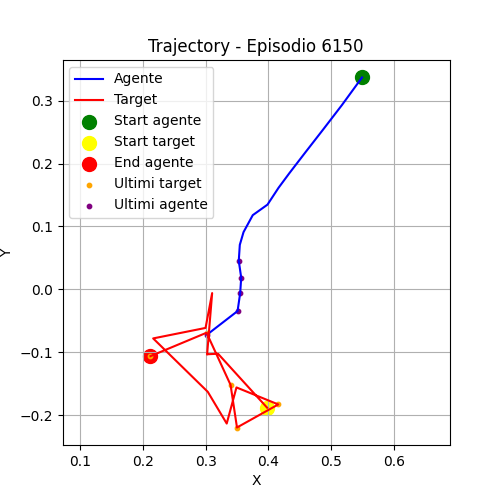 Trajectory - Episodio 6150
Agente
Target
Start agente
Start target
End agente
Ultimi target
Ultimi agente
Y
0.3
0.2
0.1
0.0
−0.1
−0.2
0.1 0.2 0.3 0.4 0.5 0.6
X